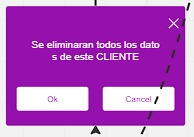 Se eliminaran todos los dato
s de este CLIENTE
Ok
Cancel